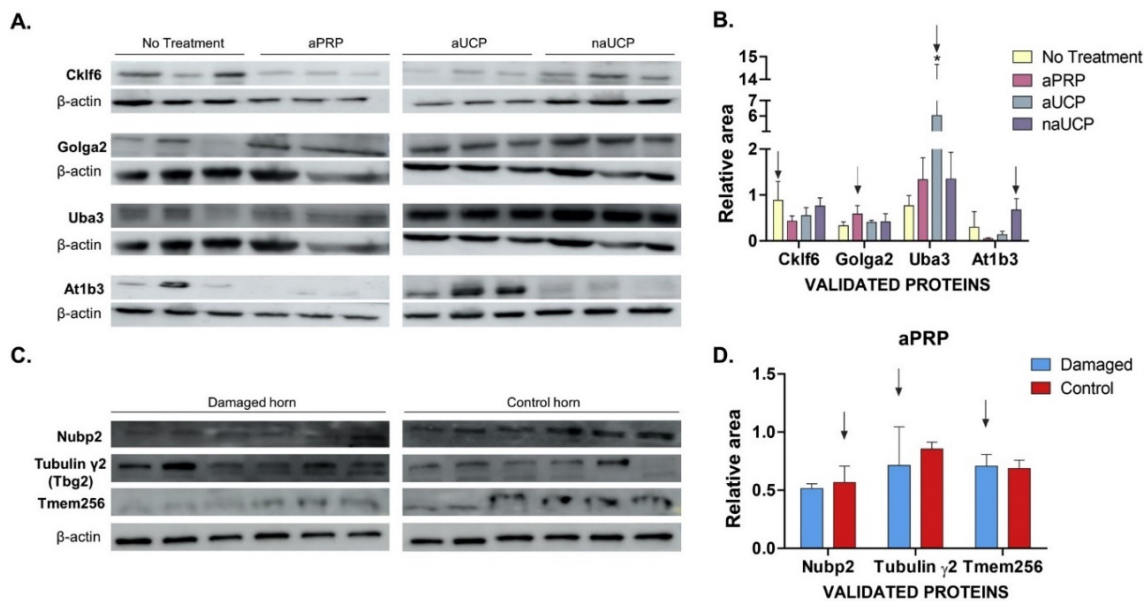 A.
No Treatment aPRP aUCP naUCP
Cklf6
β-actin
Golga2
β-actin
Uba3
β-actin
At1b3
β-actin
B.
15
14
7
6
5
2
1
0
Relative area
*
No Treatment
aPRP
aUCP
naUCP
Cklf6 Golga2 Uba3 At1b3
VALIDATED PROTEINS
C.
Damaged horn Control horn
Nubp2
Tubulin γ2
(Tbg2)
Tmem256
β-actin
D.
aPRP
Damaged
Control
1.5
1.0
0.5
0.0
Relative area
Nubp2 Tubulin γ2 Tmem256
VALIDATED PROTEINS